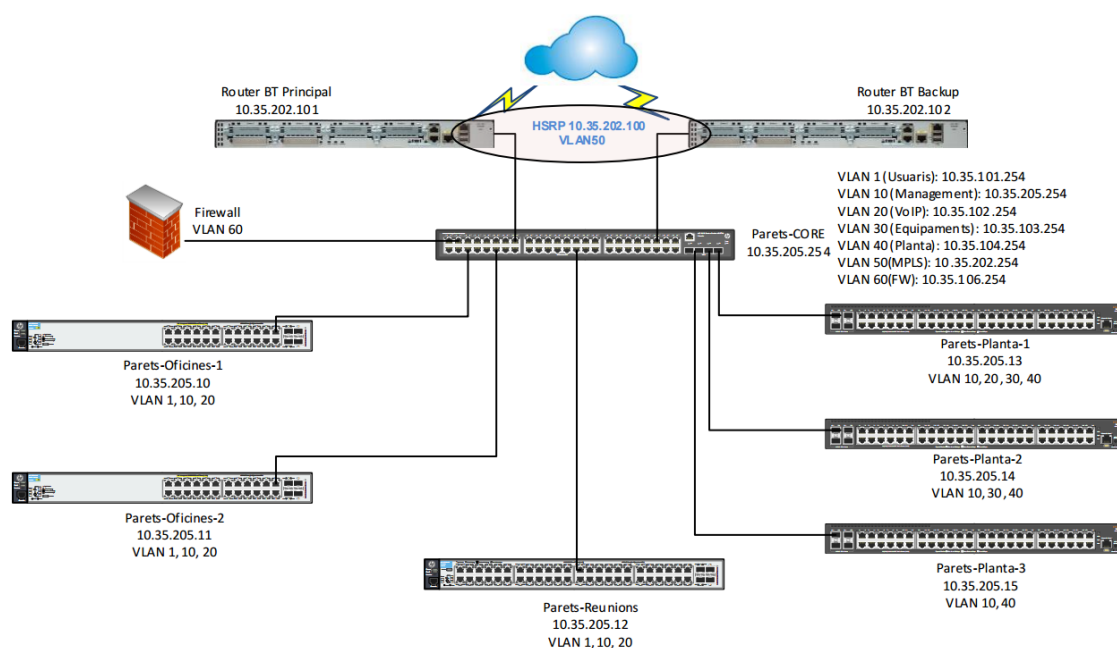 Router BT Principal
10.35.202.101
Router BT Backup
10.35.202.102
HSRP 10.35.202.100
VLAN50
VLAN 1 (Usuaris): 10.35.101.254
VLAN 10 (Management): 10.35.205.254
VLAN 20 (VoIP): 10.35.102.254
VLAN 30 (Equipaments): 10.35.103.254
VLAN 40 (Planta): 10.35.104.254
VLAN 50(MPLS): 10.35.202.254
VLAN 60(FW): 10.35.106.254
Firewall
VLAN 60
Parets-CORE
10.35.205.254
Parets-Oficines-1
10.35.205.10
VLAN 1, 10, 20
Parets-Planta-1
10.35.205.13
VLAN 10, 20, 30, 40
Parets-Planta-2
10.35.205.14
VLAN 10, 30, 40
Parets-Oficines-2
10.35.205.11
VLAN 1, 10, 20
Parets-Planta-3
10.35.205.15
VLAN 10, 40
Parets-Reunions
10.35.205.12
VLAN 1, 10, 20